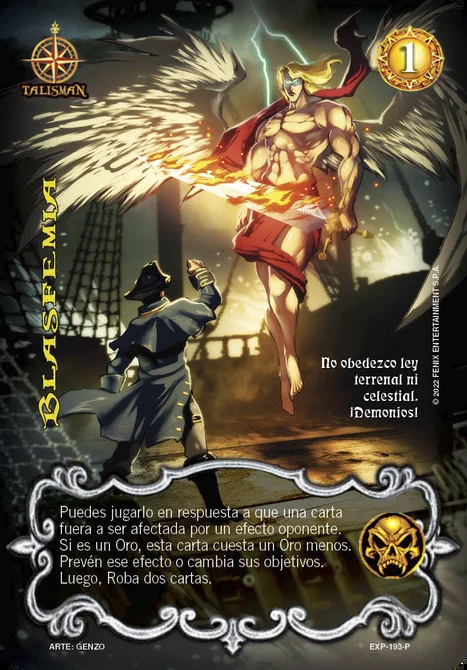 TALISMAN
1
BLASFEMIA
No obedezco ley
terrenal ni
celestial.
¡Demonios!
© 2022 FENIX ENTERTAINMENT S.P.A.
Puedes jugarlo en respuesta a que una carta
fuera a ser afectada por un efecto oponente.
Si es un Oro, esta carta cuesta un Oro menos.
Prevén ese efecto o cambia sus objetivos.
Luego, Roba dos cartas.
ARTE: GENZO
EXP-193-P